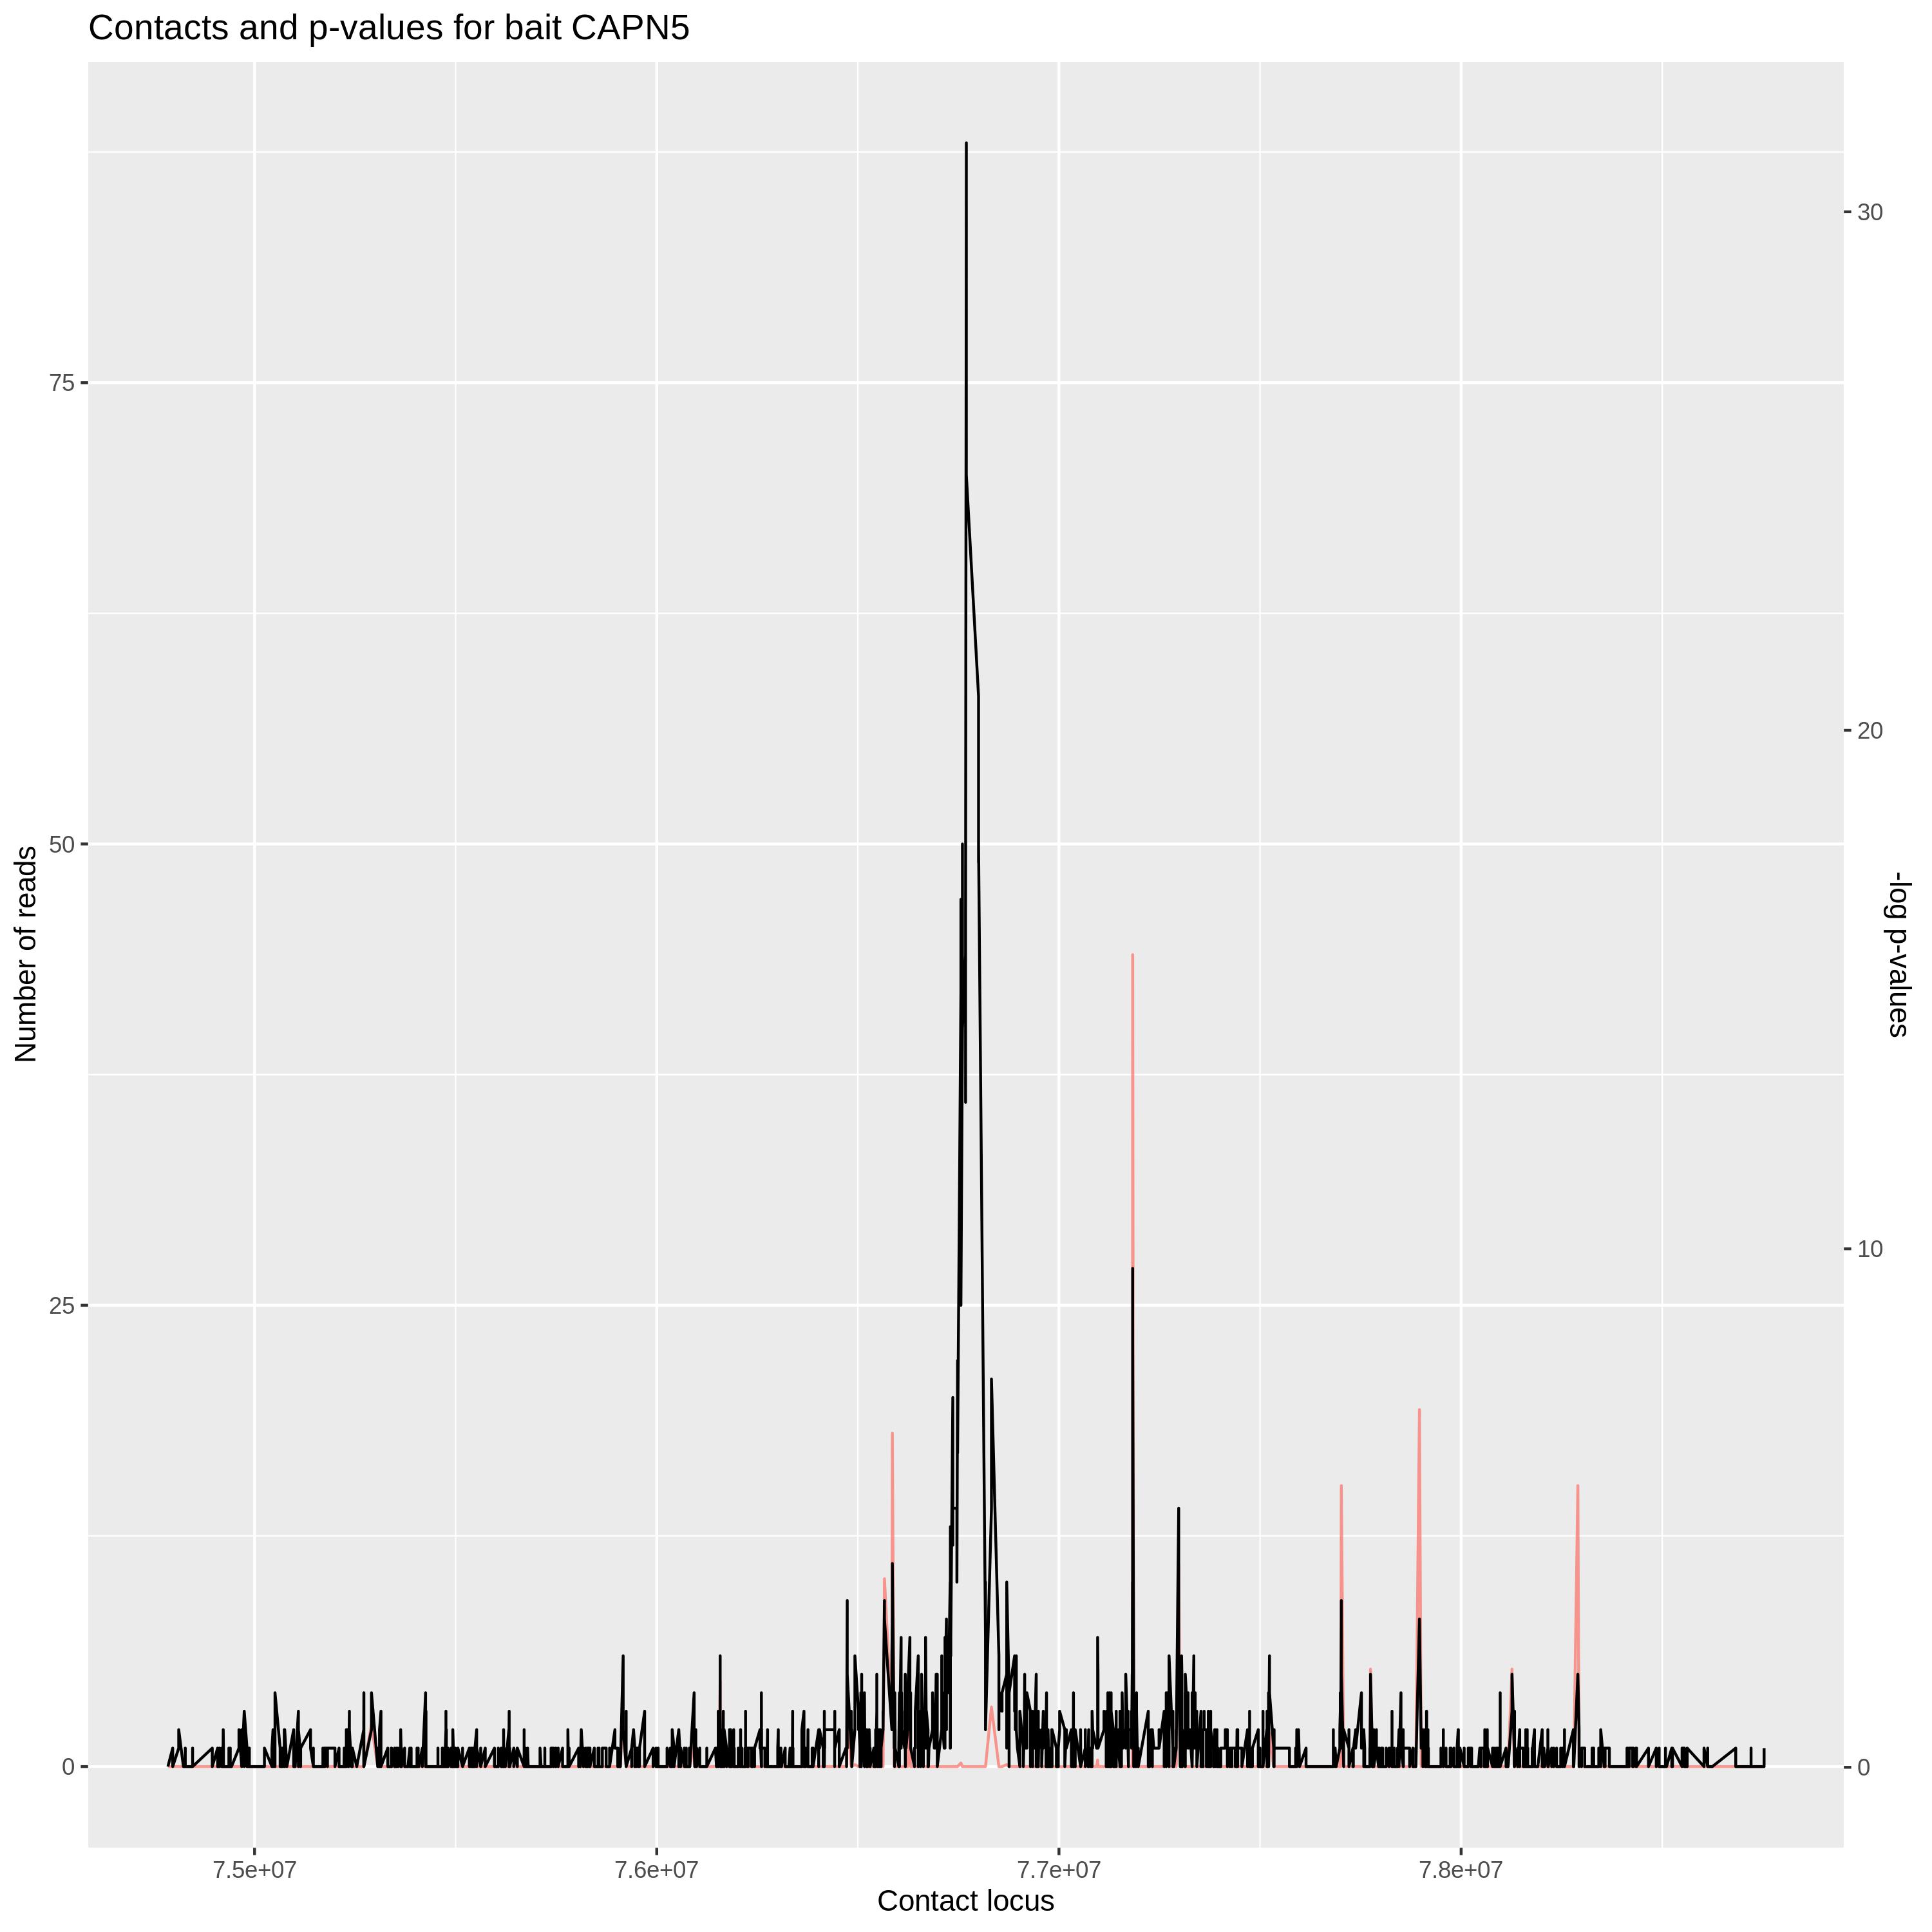 Contacts and p-values for bait CAPN5
Number of reads
75
50
25
0
30
20
10
0
-log p-values
7.5e+07 7.6e+07 7.7e+07 7.8e+07
Contact locus